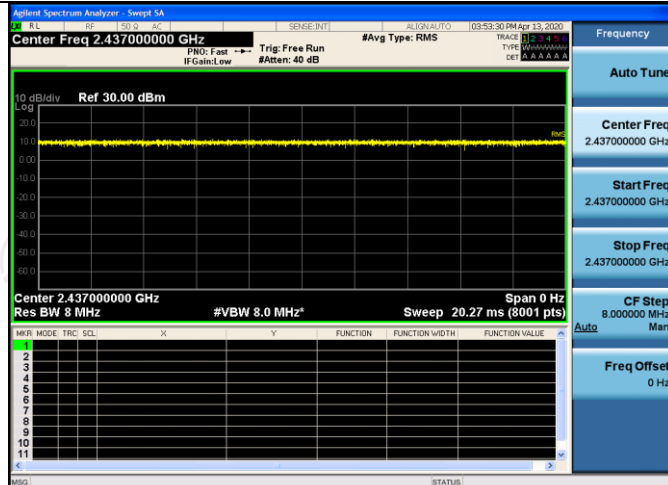 Agilent Spectrum Analyzer - Swept SA
RL RF 50 Ω AC SENSE:INT ALIGNAUTO 03:53:30 PM Apr 13, 2020
Center Freq 2.437000000 GHz
PNO: Fast
IFGain:Low
Trig: Free Run
#Atten: 40 dB
#Avg Type: RMS
TRACE 1 2 3 4 5 6
TYPE
DET A A A A A A
10 dB/div Ref 30.00 dBm
Log
20.0
10.0
0.00
-10.0
-20.0
-30.0
-40.0
-50.0
-60.0
RMS
Center 2.437000000 GHz Span 0 Hz
Res BW 8 MHz #VBW 8.0 MHz* Sweep 20.27 ms (8001 pts)
MKR MODE TRC SCL X Y FUNCTION FUNCTION WIDTH FUNCTION VALUE
1
2
3
4
5
6
7
8
9
10
11
MSG STATUS
Frequency
Auto Tune
Center Freq
2.437000000 GHz
Start Freq
2.437000000 GHz
Stop Freq
2.437000000 GHz
CF Step
8.000000 MHz
Auto Man
Freq Offset
0 Hz